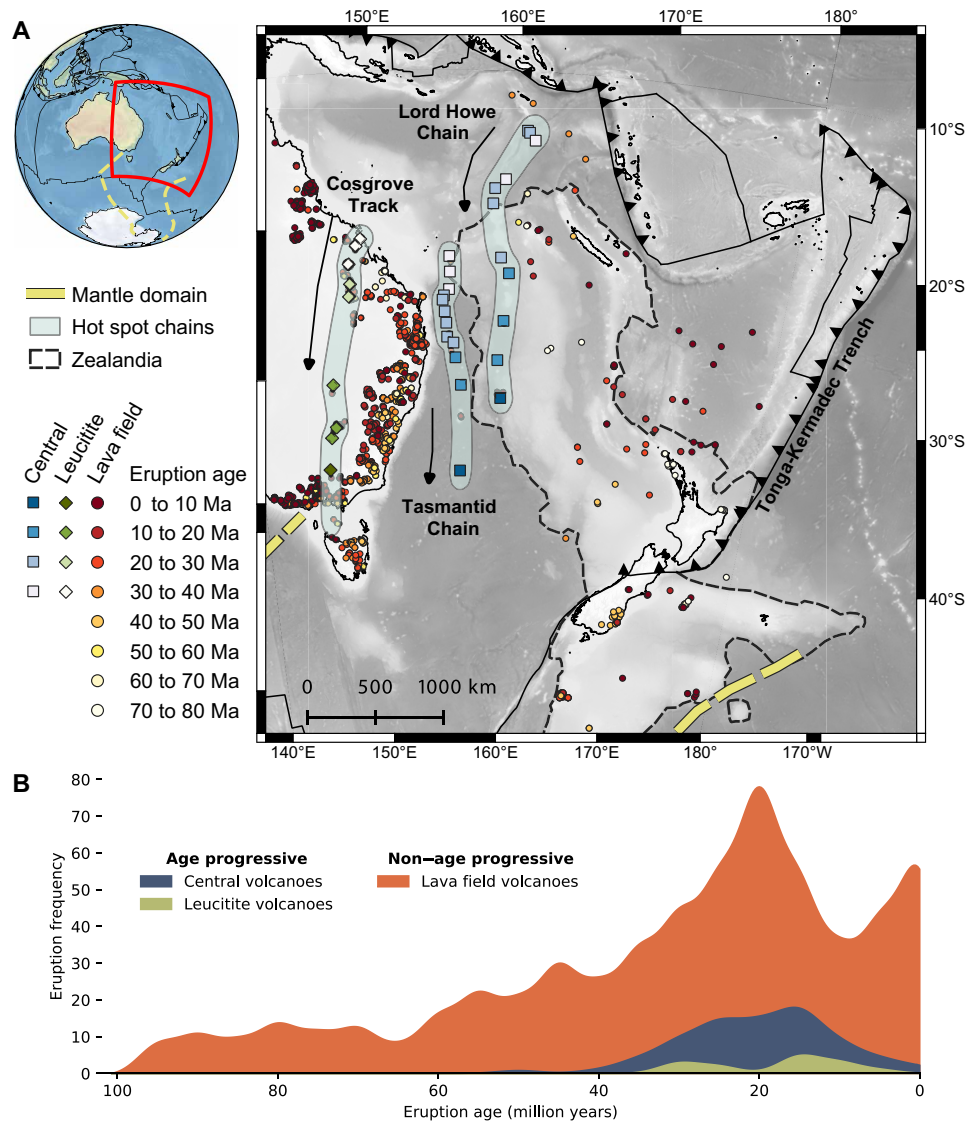 A
150°E
160°E
170°E
180°
Lord Howe
Chain
10°S
Cosgrove
Track
20°S
Mantle domain
Hot spot chains
Zealandia
Tonga-Kermadec Trench
30°S
Central
Leucitite
Lava field
Eruption age
0 to 10 Ma
10 to 20 Ma
20 to 30 Ma
30 to 40 Ma
40 to 50 Ma
50 to 60 Ma
60 to 70 Ma
70 to 80 Ma
Tasmantid
Chain
40°S
0 500 1000 km
140°E
150°E
160°E
170°E
180°
170°W
B
80
70
60
50
40
30
20
10
0
Eruption frequency
Age progressive
Central volcanoes
Leucitite volcanoes
Non–age progressive
Lava field volcanoes
100
80
60
40
20
0
Eruption age (million years)